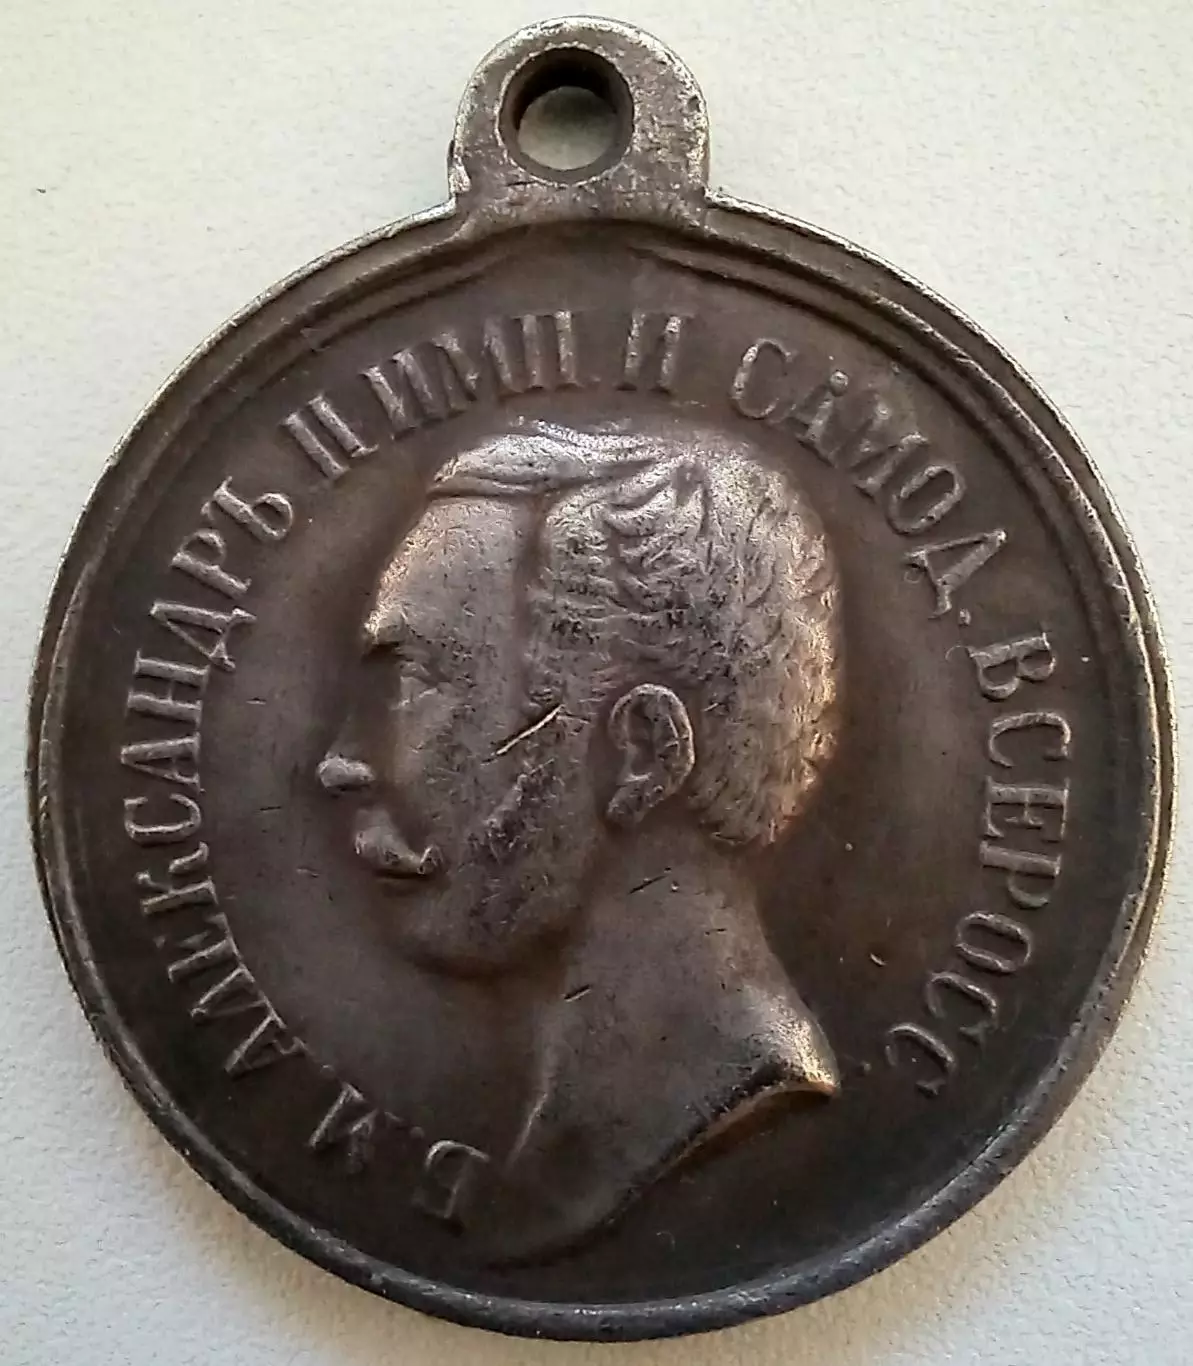 Б. М. АЛЕКСАНДРЪ II ИМП. И САМОД. ВСЕРОСС